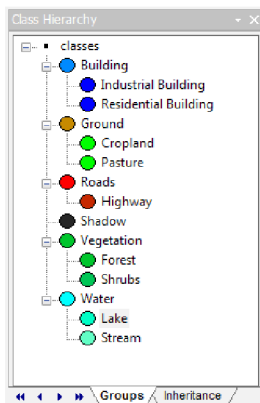 Class Hierarchy
classes
Building
Industrial Building
Residential Building
Ground
Cropland
Pasture
Roads
Highway
Shadow
Vegetation
Forest
Shrubs
Water
Lake
Stream
Groups Inheritance